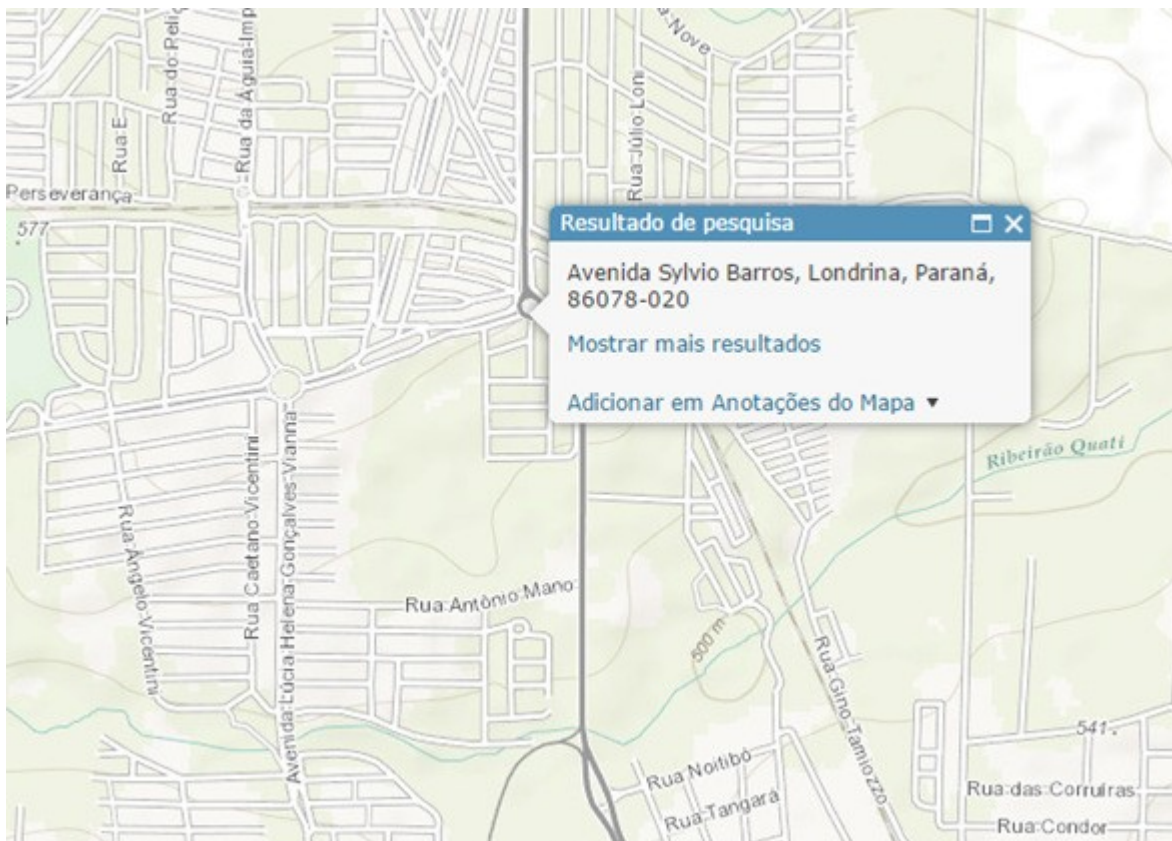 Nove
Rua do Peli
Rua da Águia Imp
Rua E
Rua Júlio Lon
Perseverança
577
Resultado de pesquisa
Avenida Sylvio Barros, Londrina, Paraná,
86078-020
Mostrar mais resultados
Adicionar em Anotações do Mapa
Ribeirão Quati
Rua Ângelo Vicentini
Rua Caetano Vicentini
Avenida Lúcia Helena Gonçalves Vianna
Rua Antônio Mano
500 m
Rua Gino Tamiozzo
541
Rua Noitibó
Rua Tangará
Rua das Corruíras
Rua Condor